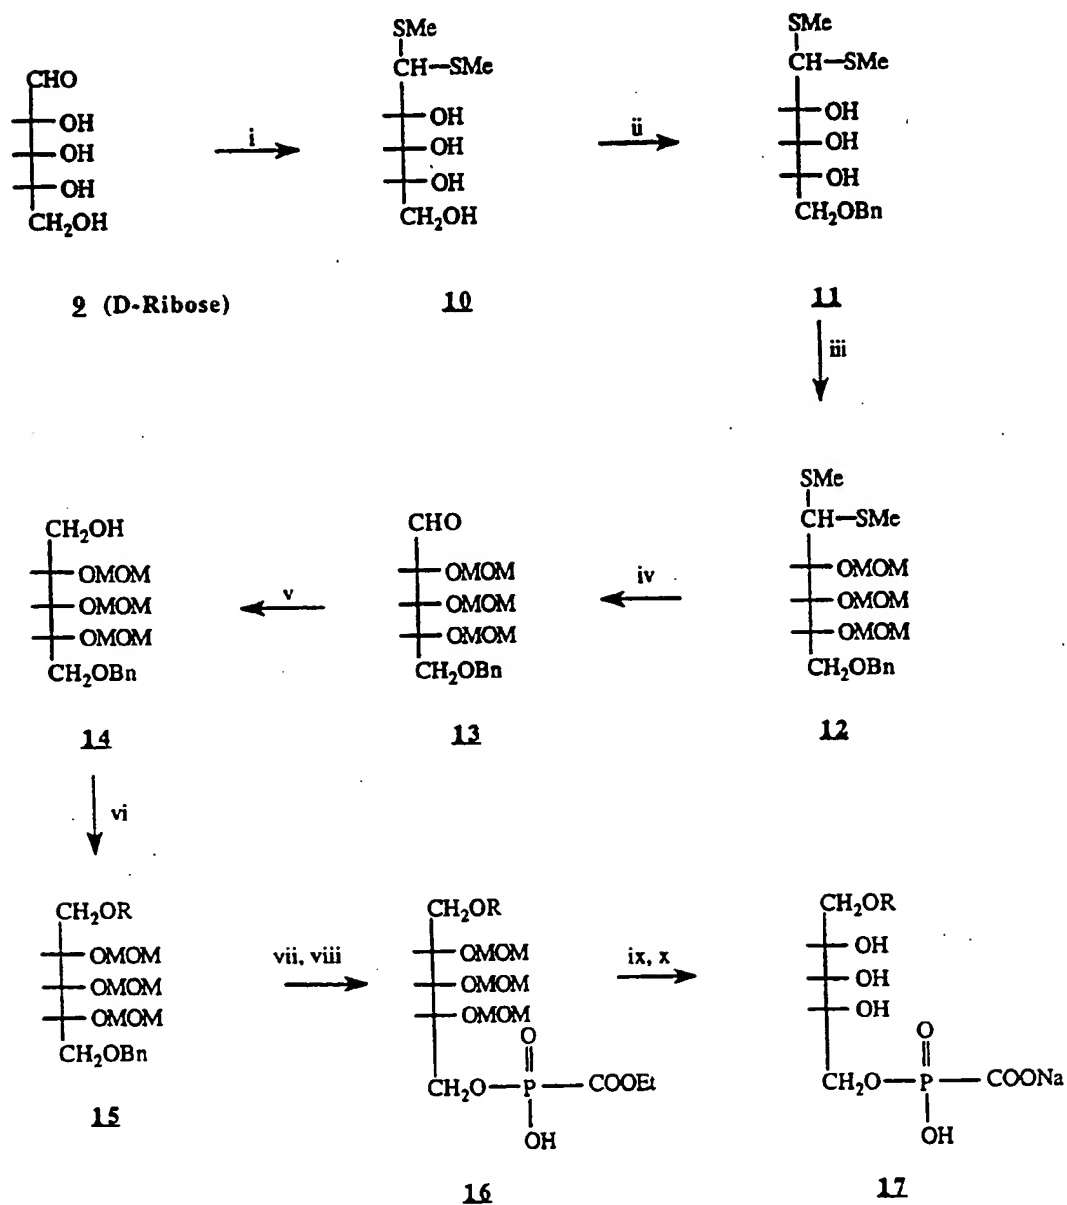 CHO
OH
OH
OH
CH2OH
9 (D-Ribose)
i
SMe
CH—SMe
OH
OH
OH
CH2OH
10
ii
SMe
CH—SMe
OH
OH
OH
CH2OBn
11
iii
SMe
CH—SMe
OMOM
OMOM
OMOM
CH2OBn
12
iv
CHO
OMOM
OMOM
OMOM
CH2OBn
13
v
CH2OH
OMOM
OMOM
OMOM
CH2OBn
14
vi
CH2OR
OMOM
OMOM
OMOM
CH2OBn
15
vii, viii
CH2OR
OMOM
OMOM
OMOM
O
CH2O—P—COOEt
OH
16
ix, x
CH2OR
OH
OH
OH
O
CH2O—P—COONa
OH
17